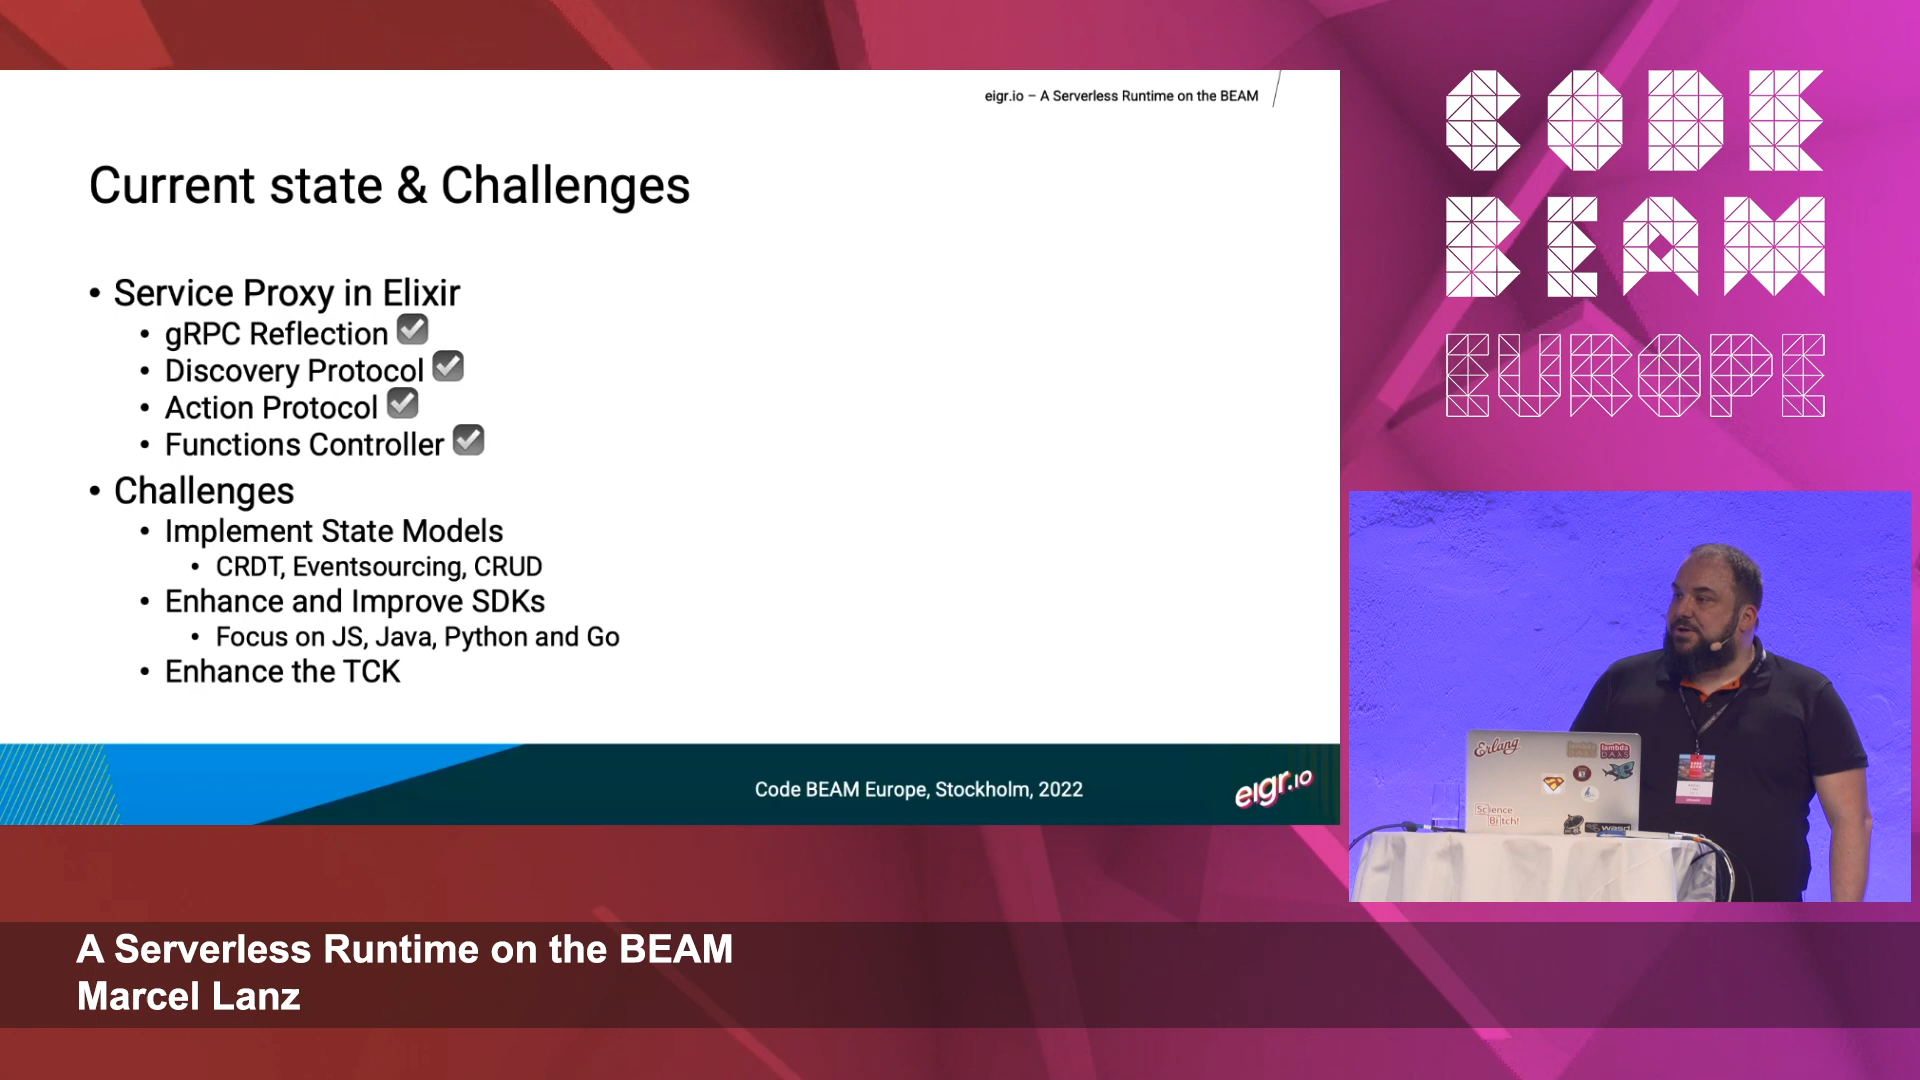 eigr.io – A Serverless Runtime on the BEAM
Current state & Challenges
• Service Proxy in Elixir
• gRPC Reflection ☑
• Discovery Protocol ☑
• Action Protocol ☑
• Functions Controller ☑
• Challenges
• Implement State Models
• CRDT, Eventsourcing, CRUD
• Enhance and Improve SDKs
• Focus on JS, Java, Python and Go
• Enhance the TCK
Code BEAM Europe, Stockholm, 2022
eigr.io
CODE
BEAM
EUROPE
Erlang
lambda
DAYS
Science
Bitch!
wasd
A Serverless Runtime on the BEAM
Marcel Lanz